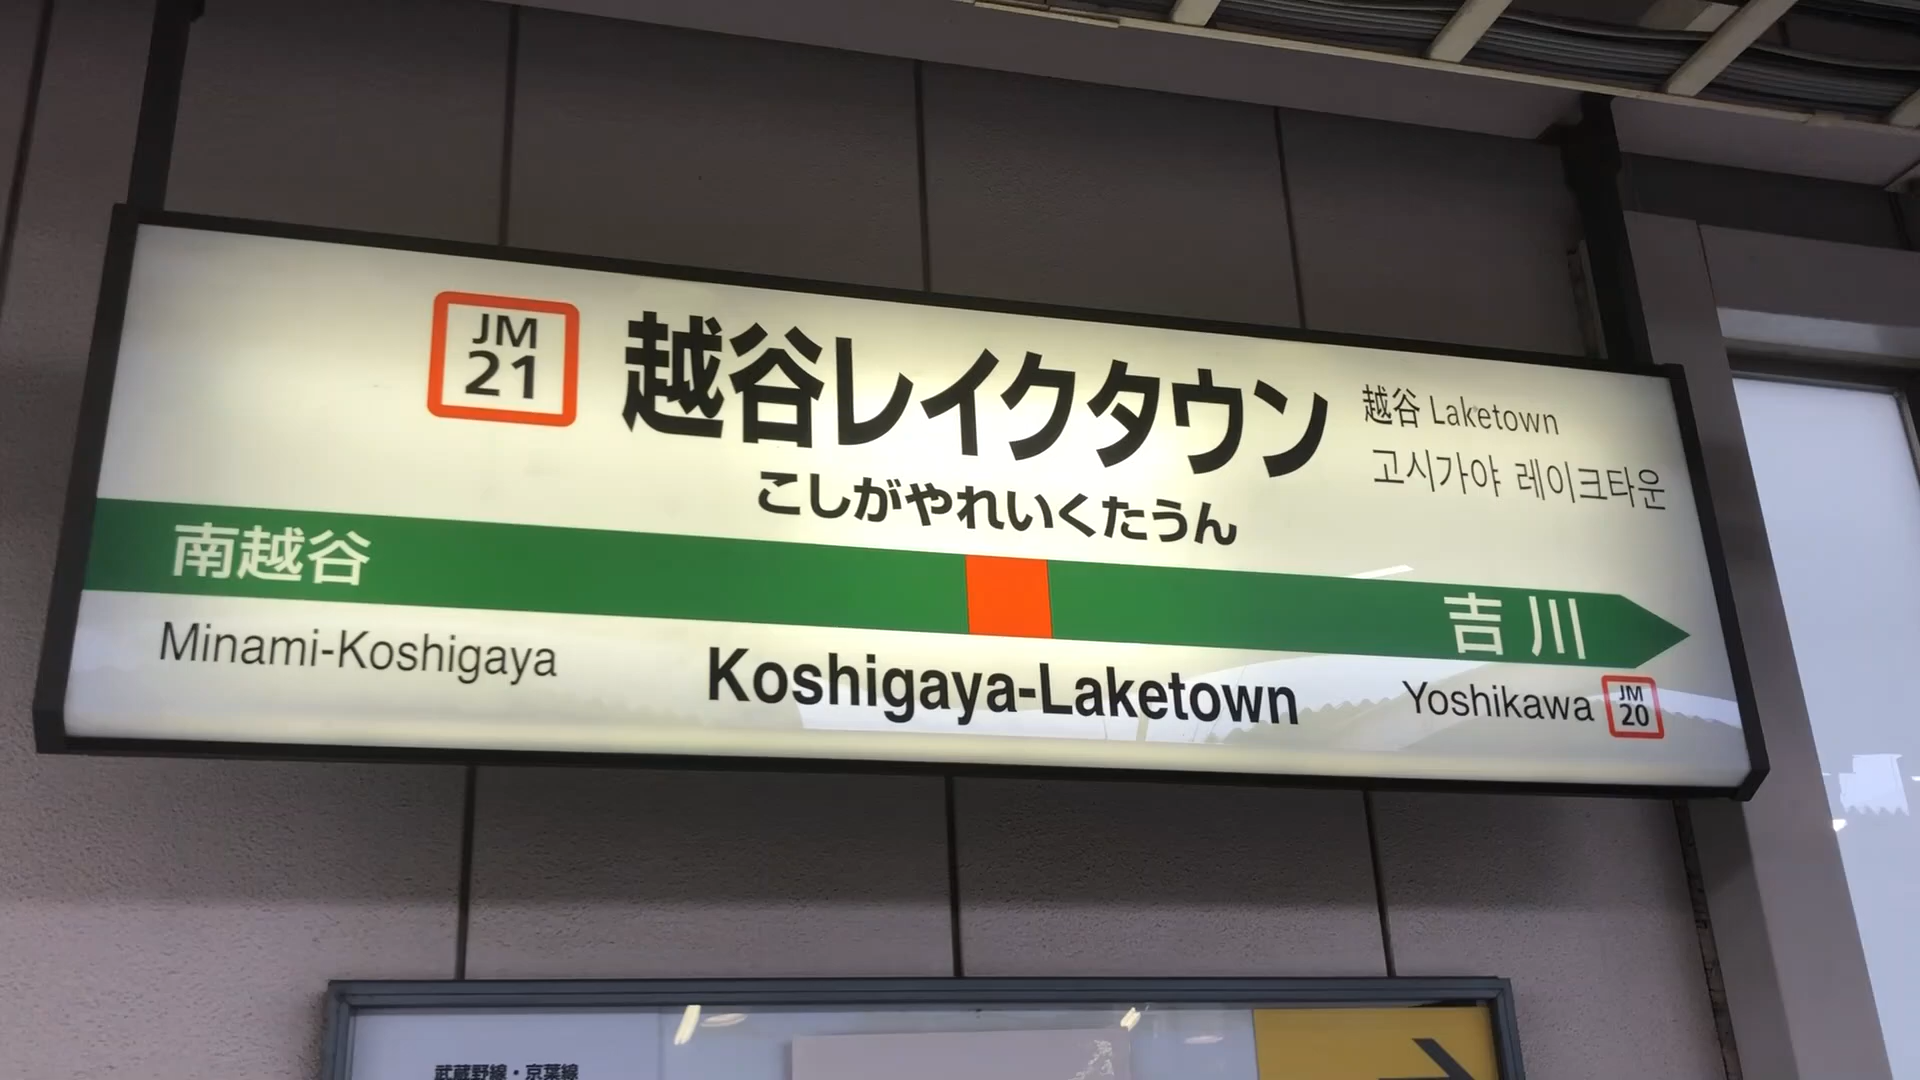 JM
21
越谷レイクタウン
越谷 Laketown
고시가야 레이크타운
こしがやれいくたうん
南越谷
吉川
Minami-Koshigaya
Koshigaya-Laketown
Yoshikawa
JM
20
武蔵野線・京葉線